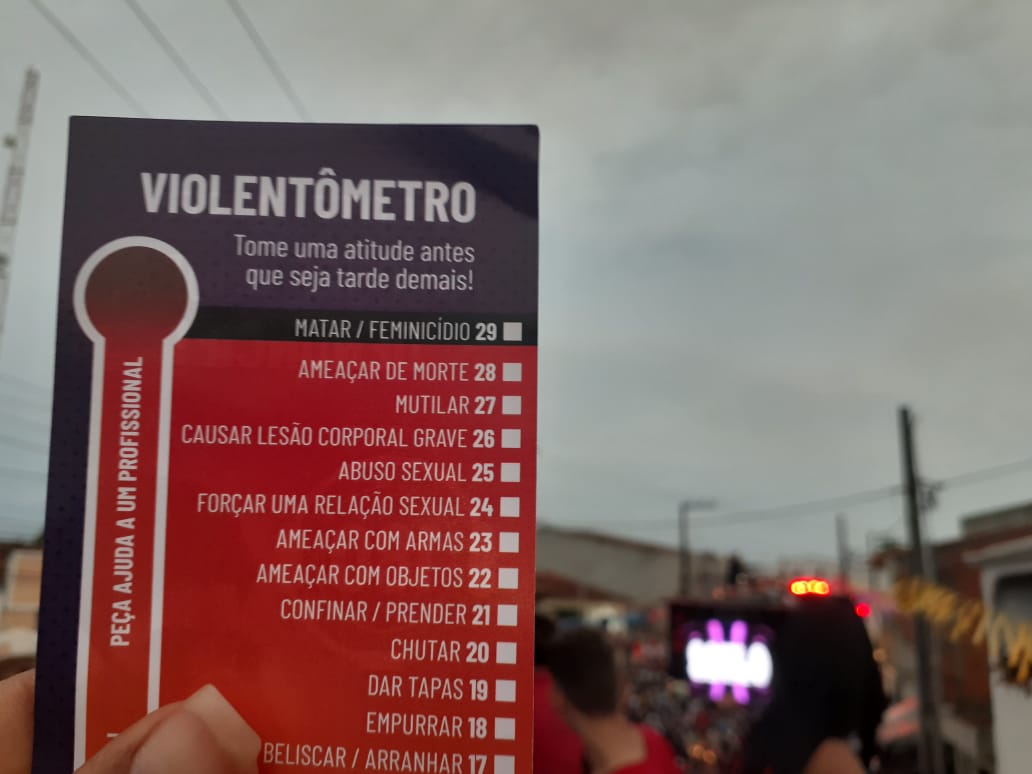 VIOLENTÔMETRO
Tome uma atitude antes
que seja tarde demais!
MATAR / FEMINICÍDIO 29
AMEAÇAR DE MORTE 28
MUTILAR 27
CAUSAR LESÃO CORPORAL GRAVE 26
ABUSO SEXUAL 25
FORÇAR UMA RELAÇÃO SEXUAL 24
AMEAÇAR COM ARMAS 23
AMEAÇAR COM OBJETOS 22
CONFINAR / PRENDER 21
CHUTAR 20
DAR TAPAS 19
EMPURRAR 18
BELISCAR / ARRANHAR 17
PEÇA AJUDA A UM PROFISSIONAL